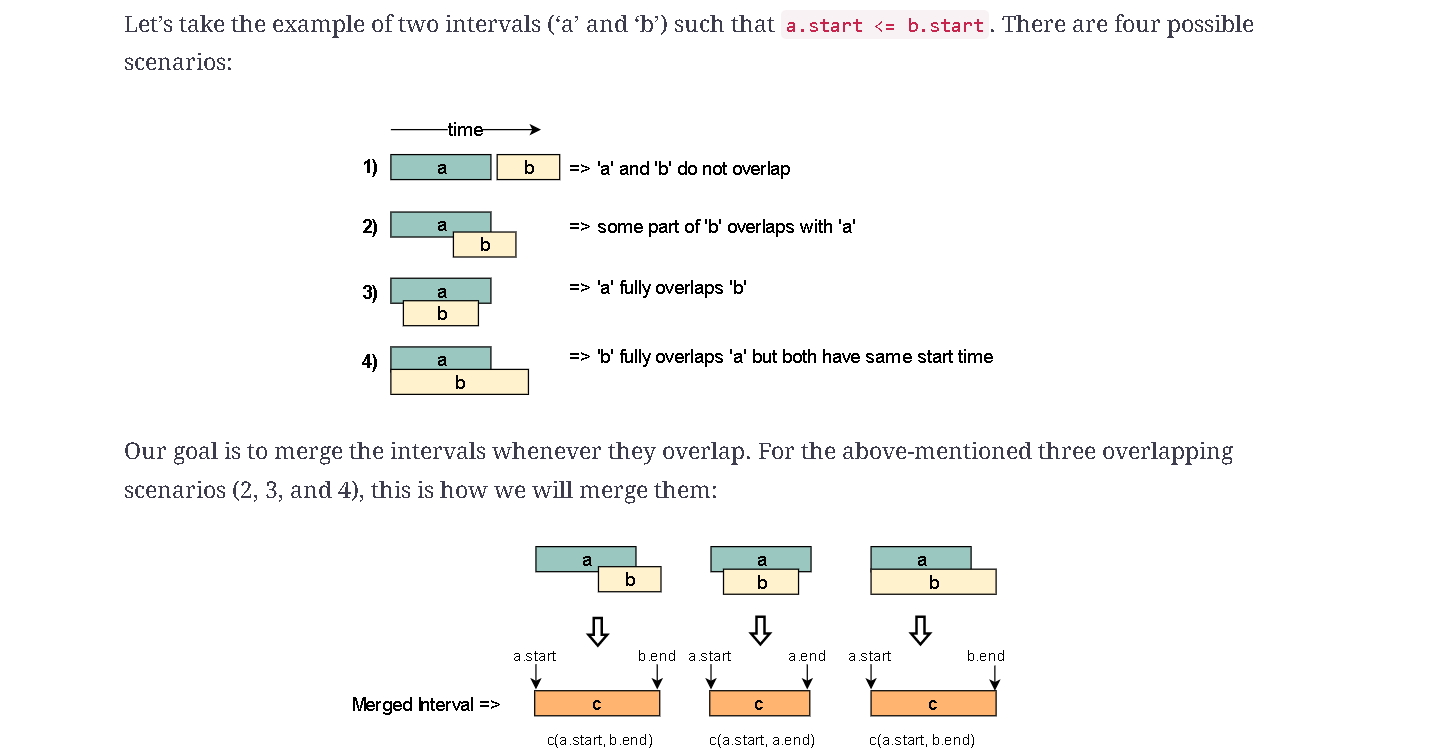 Let’s take the example of two intervals (‘a’ and ‘b’) such that a.start <= b.start. There are four possible
scenarios:
time
1) a b => 'a' and 'b' do not overlap
2) a => some part of 'b' overlaps with 'a'
b
3) a => 'a' fully overlaps 'b'
b
4) a => 'b' fully overlaps 'a' but both have same start time
b
Our goal is to merge the intervals whenever they overlap. For the above-mentioned three overlapping
scenarios (2, 3, and 4), this is how we will merge them:
a a a
b b b
a.start b.end a.start a.end a.start b.end
Merged Interval => c c c
c(a.start, b.end) c(a.start, a.end) c(a.start, b.end)